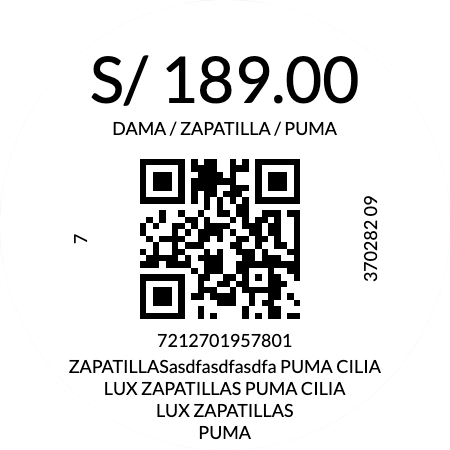 S/ 189.00
DAMA / ZAPATILLA / PUMA
7
370282 09
7212701957801
ZAPATILLASasdfasdfasdfa PUMA CILIA
LUX ZAPATILLAS PUMA CILIA
LUX ZAPATILLAS
PUMA